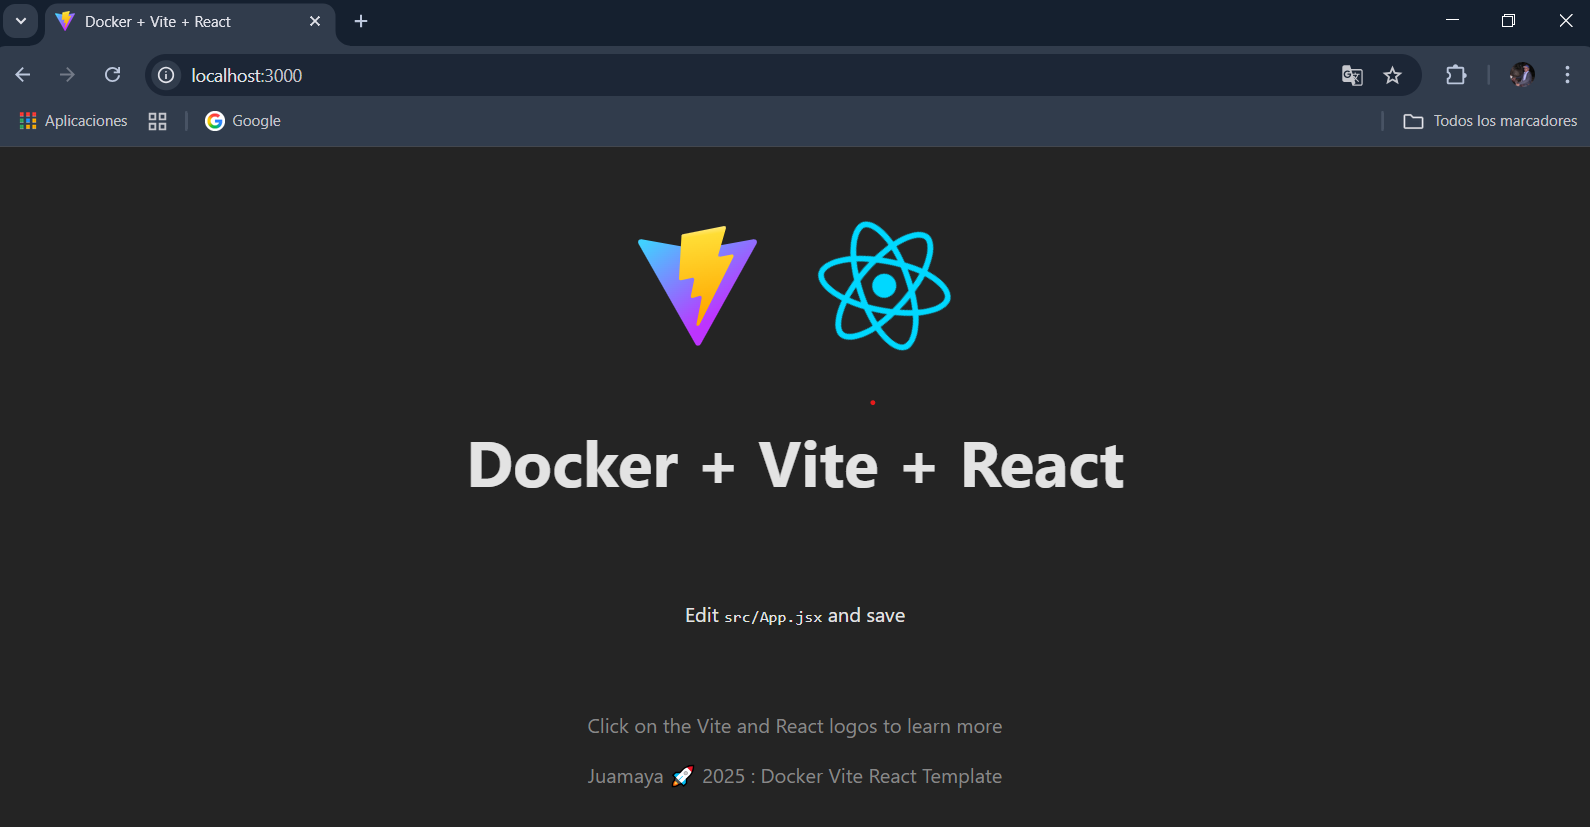 Docker + Vite + React
localhost:3000
Aplicaciones
Google
Todos los marcadores
Docker + Vite + React
Edit src/App.jsx and save
Click on the Vite and React logos to learn more
Juamaya 🚀 2025 : Docker Vite React Template